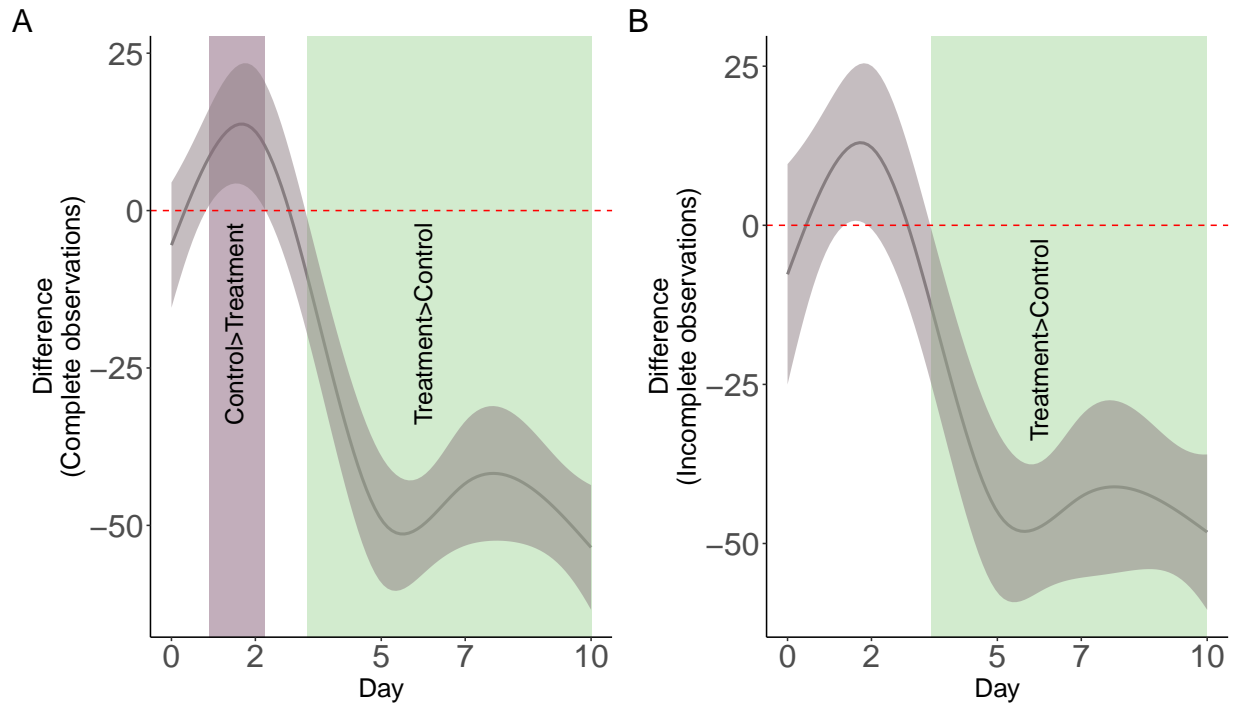 A
Difference
(Complete observations)
25
0
−25
−50
Control>Treatment
Treatment>Control
0
2
5
7
10
Day
B
Difference
(Incomplete observations)
25
0
−25
−50
Treatment>Control
0
2
5
7
10
Day